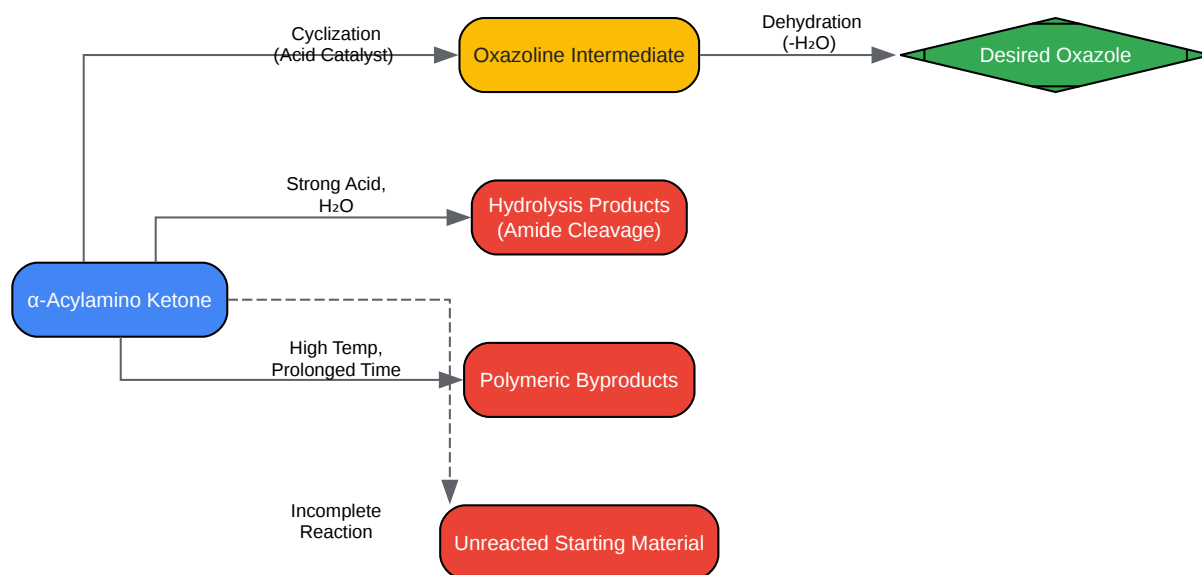 Cyclization
(Acid Catalyst)
Oxazoline Intermediate
Dehydration
(-H₂O)
Desired Oxazole
Strong Acid,
H₂O
Hydrolysis Products
(Amide Cleavage)
α-Acylamino Ketone
High Temp,
Prolonged Time
Polymeric Byproducts
Incomplete
Reaction
Unreacted Starting Material